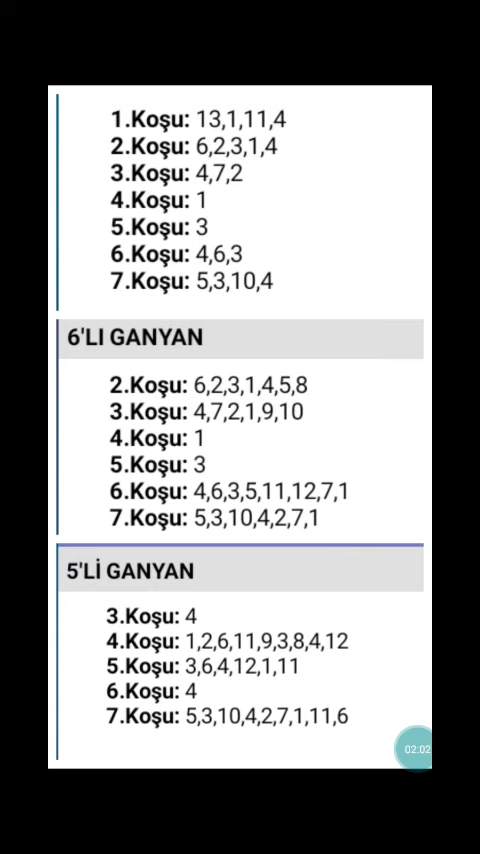 1.Koşu: 13,1,11,4
2.Koşu: 6,2,3,1,4
3.Koşu: 4,7,2
4.Koşu: 1
5.Koşu: 3
6.Koşu: 4,6,3
7.Koşu: 5,3,10,4
6'LI GANYAN
2.Koşu: 6,2,3,1,4,5,8
3.Koşu: 4,7,2,1,9,10
4.Koşu: 1
5.Koşu: 3
6.Koşu: 4,6,3,5,11,12,7,1
7.Koşu: 5,3,10,4,2,7,1
5'Lİ GANYAN
3.Koşu: 4
4.Koşu: 1,2,6,11,9,3,8,4,12
5.Koşu: 3,6,4,12,1,11
6.Koşu: 4
7.Koşu: 5,3,10,4,2,7,1,11,6
02:02